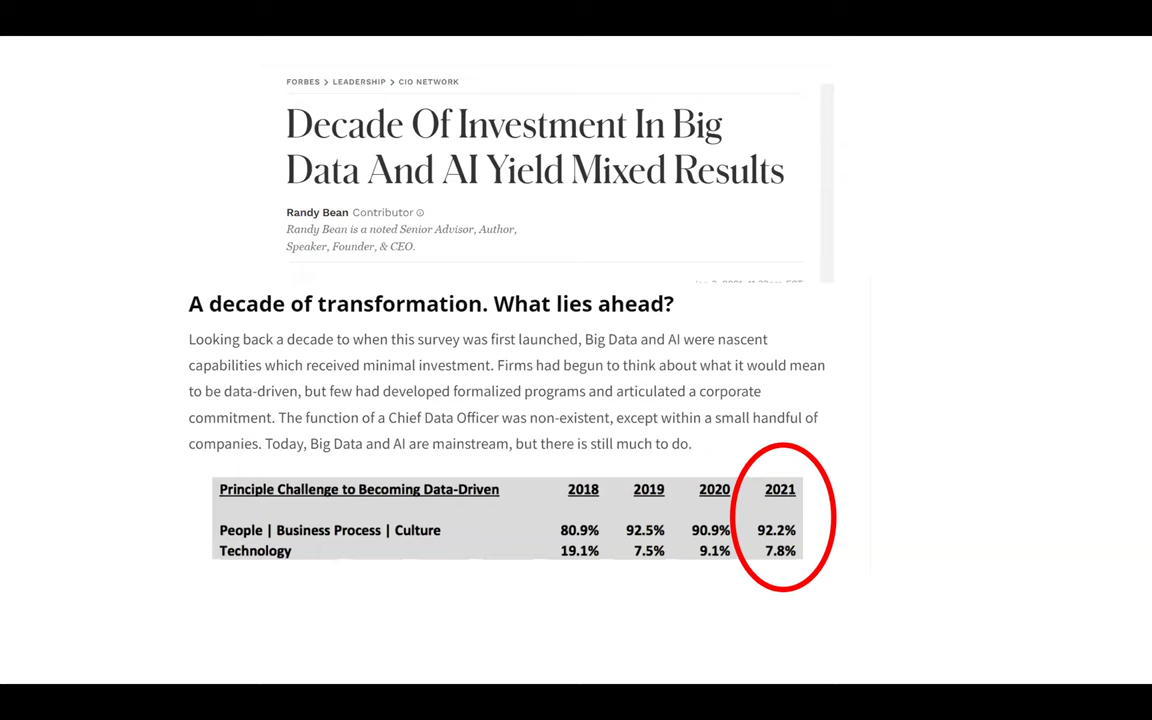 FORBES > LEADERSHIP > CIO NETWORK
Decade Of Investment In Big
Data And AI Yield Mixed Results
Randy Bean Contributor
Randy Bean is a noted Senior Advisor, Author,
Speaker, Founder, & CEO.
A decade of transformation. What lies ahead?
Looking back a decade to when this survey was first launched, Big Data and AI were nascent
capabilities which received minimal investment. Firms had begun to think about what it would mean
to be data-driven, but few had developed formalized programs and articulated a corporate
commitment. The function of a Chief Data Officer was non-existent, except within a small handful of
companies. Today, Big Data and AI are mainstream, but there is still much to do.
Principle Challenge to Becoming Data-Driven 2018 2019 2020 2021
People | Business Process | Culture 80.9% 92.5% 90.9% 92.2%
Technology 19.1% 7.5% 9.1% 7.8%